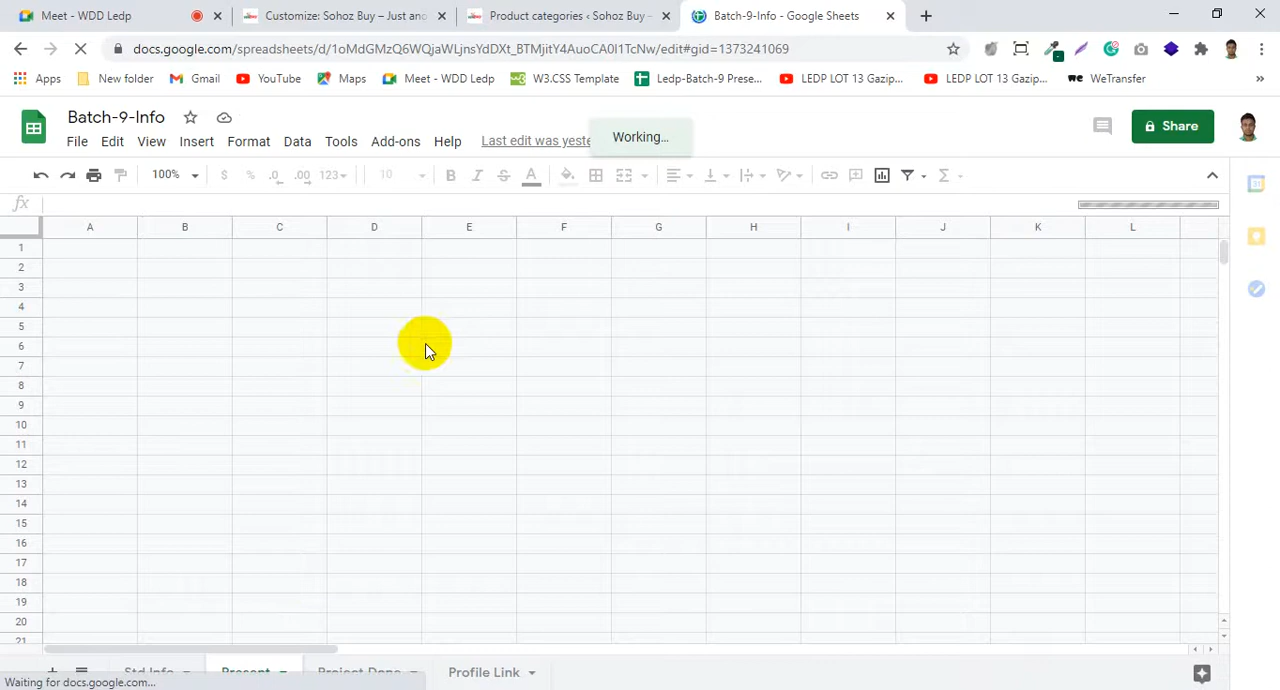 Meet - WDD Ledp
Customize: Sohoz Buy – Just ano
Product categories ‹ Sohoz Buy –
Batch-9-Info - Google Sheets
docs.google.com/spreadsheets/d/1oMdGMzQ6WQjaWLjnsYdDXt_BTMjitY4AuoCA0I1TcNw/edit#gid=1373241069
Apps New folder Gmail YouTube Maps Meet - WDD Ledp W3.CSS Template Ledp-Batch-9 Prese... LEDP LOT 13 Gazip... LEDP LOT 13 Gazip... we WeTransfer »
Batch-9-Info
Share
File Edit View Insert Format Data Tools Add-ons Help Last edit was yeste
Working...
100% $ % .0 .00 123 10 B I S A Σ
fx
A B C D E F G H I J K L
1
2
3
4
5
6
7
8
9
10
11
12
13
14
15
16
17
18
19
20
21
Std Info Present Project Done Profile Link
Waiting for docs.google.com...